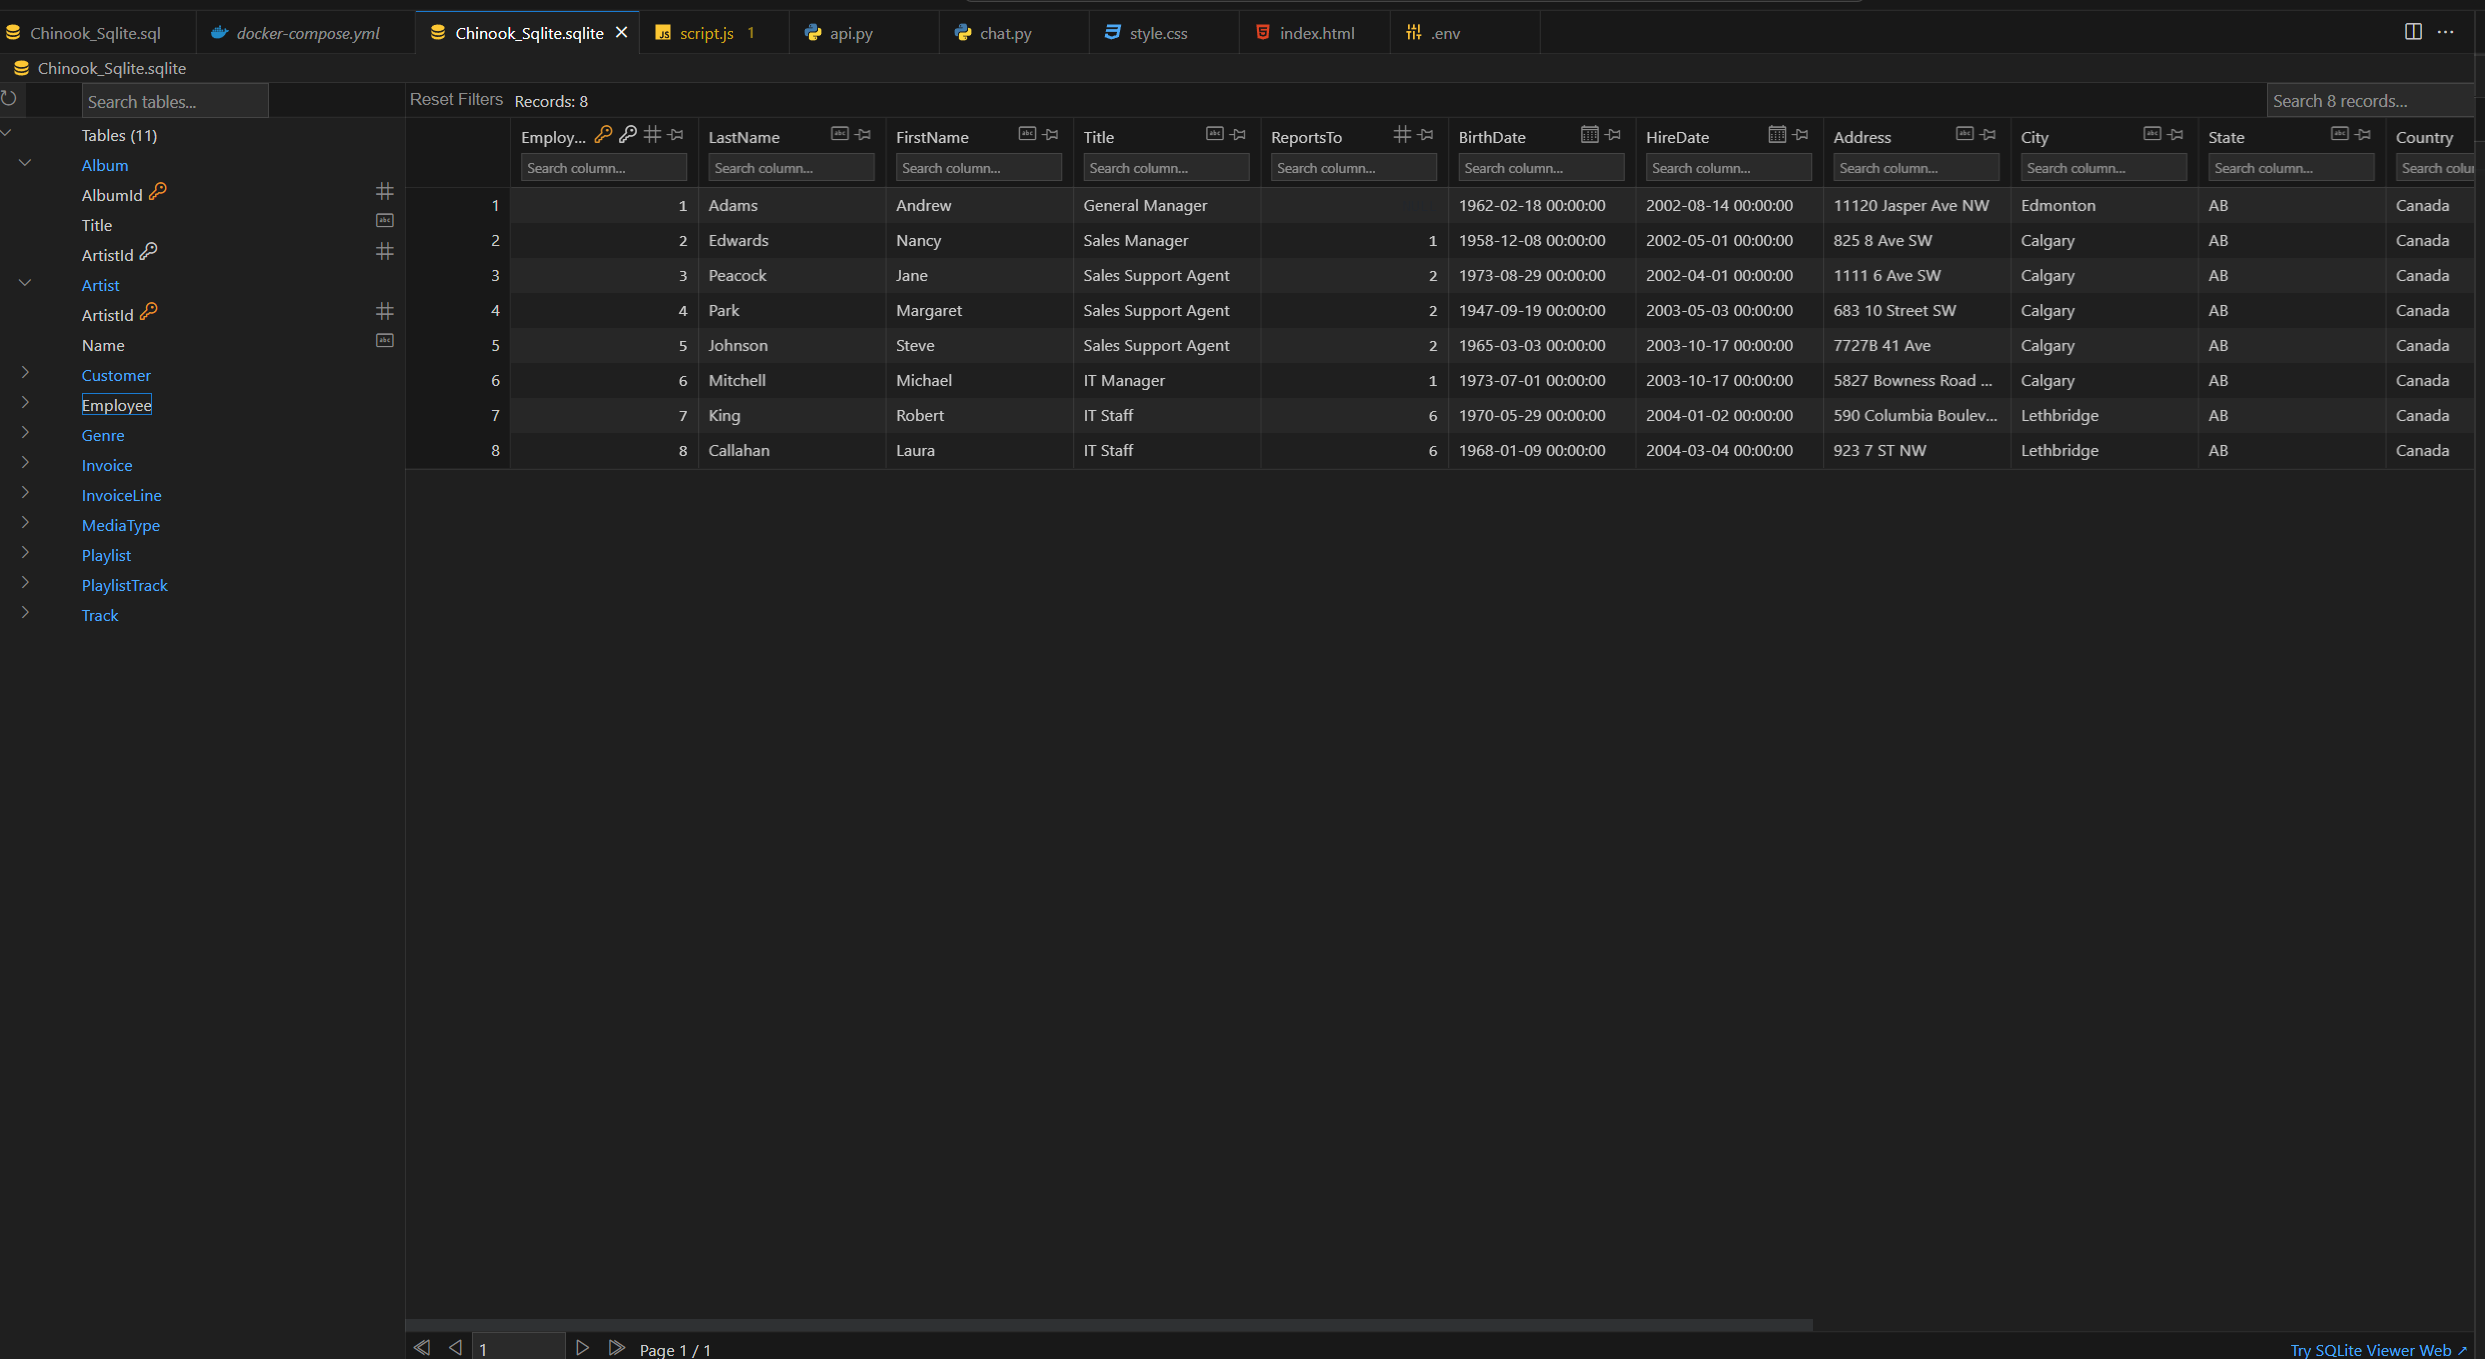 Chinook_Sqlite.sql docker-compose.yml Chinook_Sqlite.sqlite script.js 1 api.py chat.py style.css index.html .env
Chinook_Sqlite.sqlite
Search tables... Reset Filters Records: 8 Search 8 records...
Tables (11)
Album
AlbumId
Title
ArtistId
Artist
ArtistId
Name
Customer
Employee
Genre
Invoice
InvoiceLine
MediaType
Playlist
PlaylistTrack
Track
Employ... LastName FirstName Title ReportsTo BirthDate HireDate Address City State Country
Search column... Search column... Search column... Search column... Search column... Search column... Search column... Search column... Search column... Search column... Search colu
1 1 Adams Andrew General Manager 1962-02-18 00:00:00 2002-08-14 00:00:00 11120 Jasper Ave NW Edmonton AB Canada
2 2 Edwards Nancy Sales Manager 1 1958-12-08 00:00:00 2002-05-01 00:00:00 825 8 Ave SW Calgary AB Canada
3 3 Peacock Jane Sales Support Agent 2 1973-08-29 00:00:00 2002-04-01 00:00:00 1111 6 Ave SW Calgary AB Canada
4 4 Park Margaret Sales Support Agent 2 1947-09-19 00:00:00 2003-05-03 00:00:00 683 10 Street SW Calgary AB Canada
5 5 Johnson Steve Sales Support Agent 2 1965-03-03 00:00:00 2003-10-17 00:00:00 7727B 41 Ave Calgary AB Canada
6 6 Mitchell Michael IT Manager 1 1973-07-01 00:00:00 2003-10-17 00:00:00 5827 Bowness Road ... Calgary AB Canada
7 7 King Robert IT Staff 6 1970-05-29 00:00:00 2004-01-02 00:00:00 590 Columbia Boulev... Lethbridge AB Canada
8 8 Callahan Laura IT Staff 6 1968-01-09 00:00:00 2004-03-04 00:00:00 923 7 ST NW Lethbridge AB Canada
1 Page 1 / 1 Try SQLite Viewer Web ↗